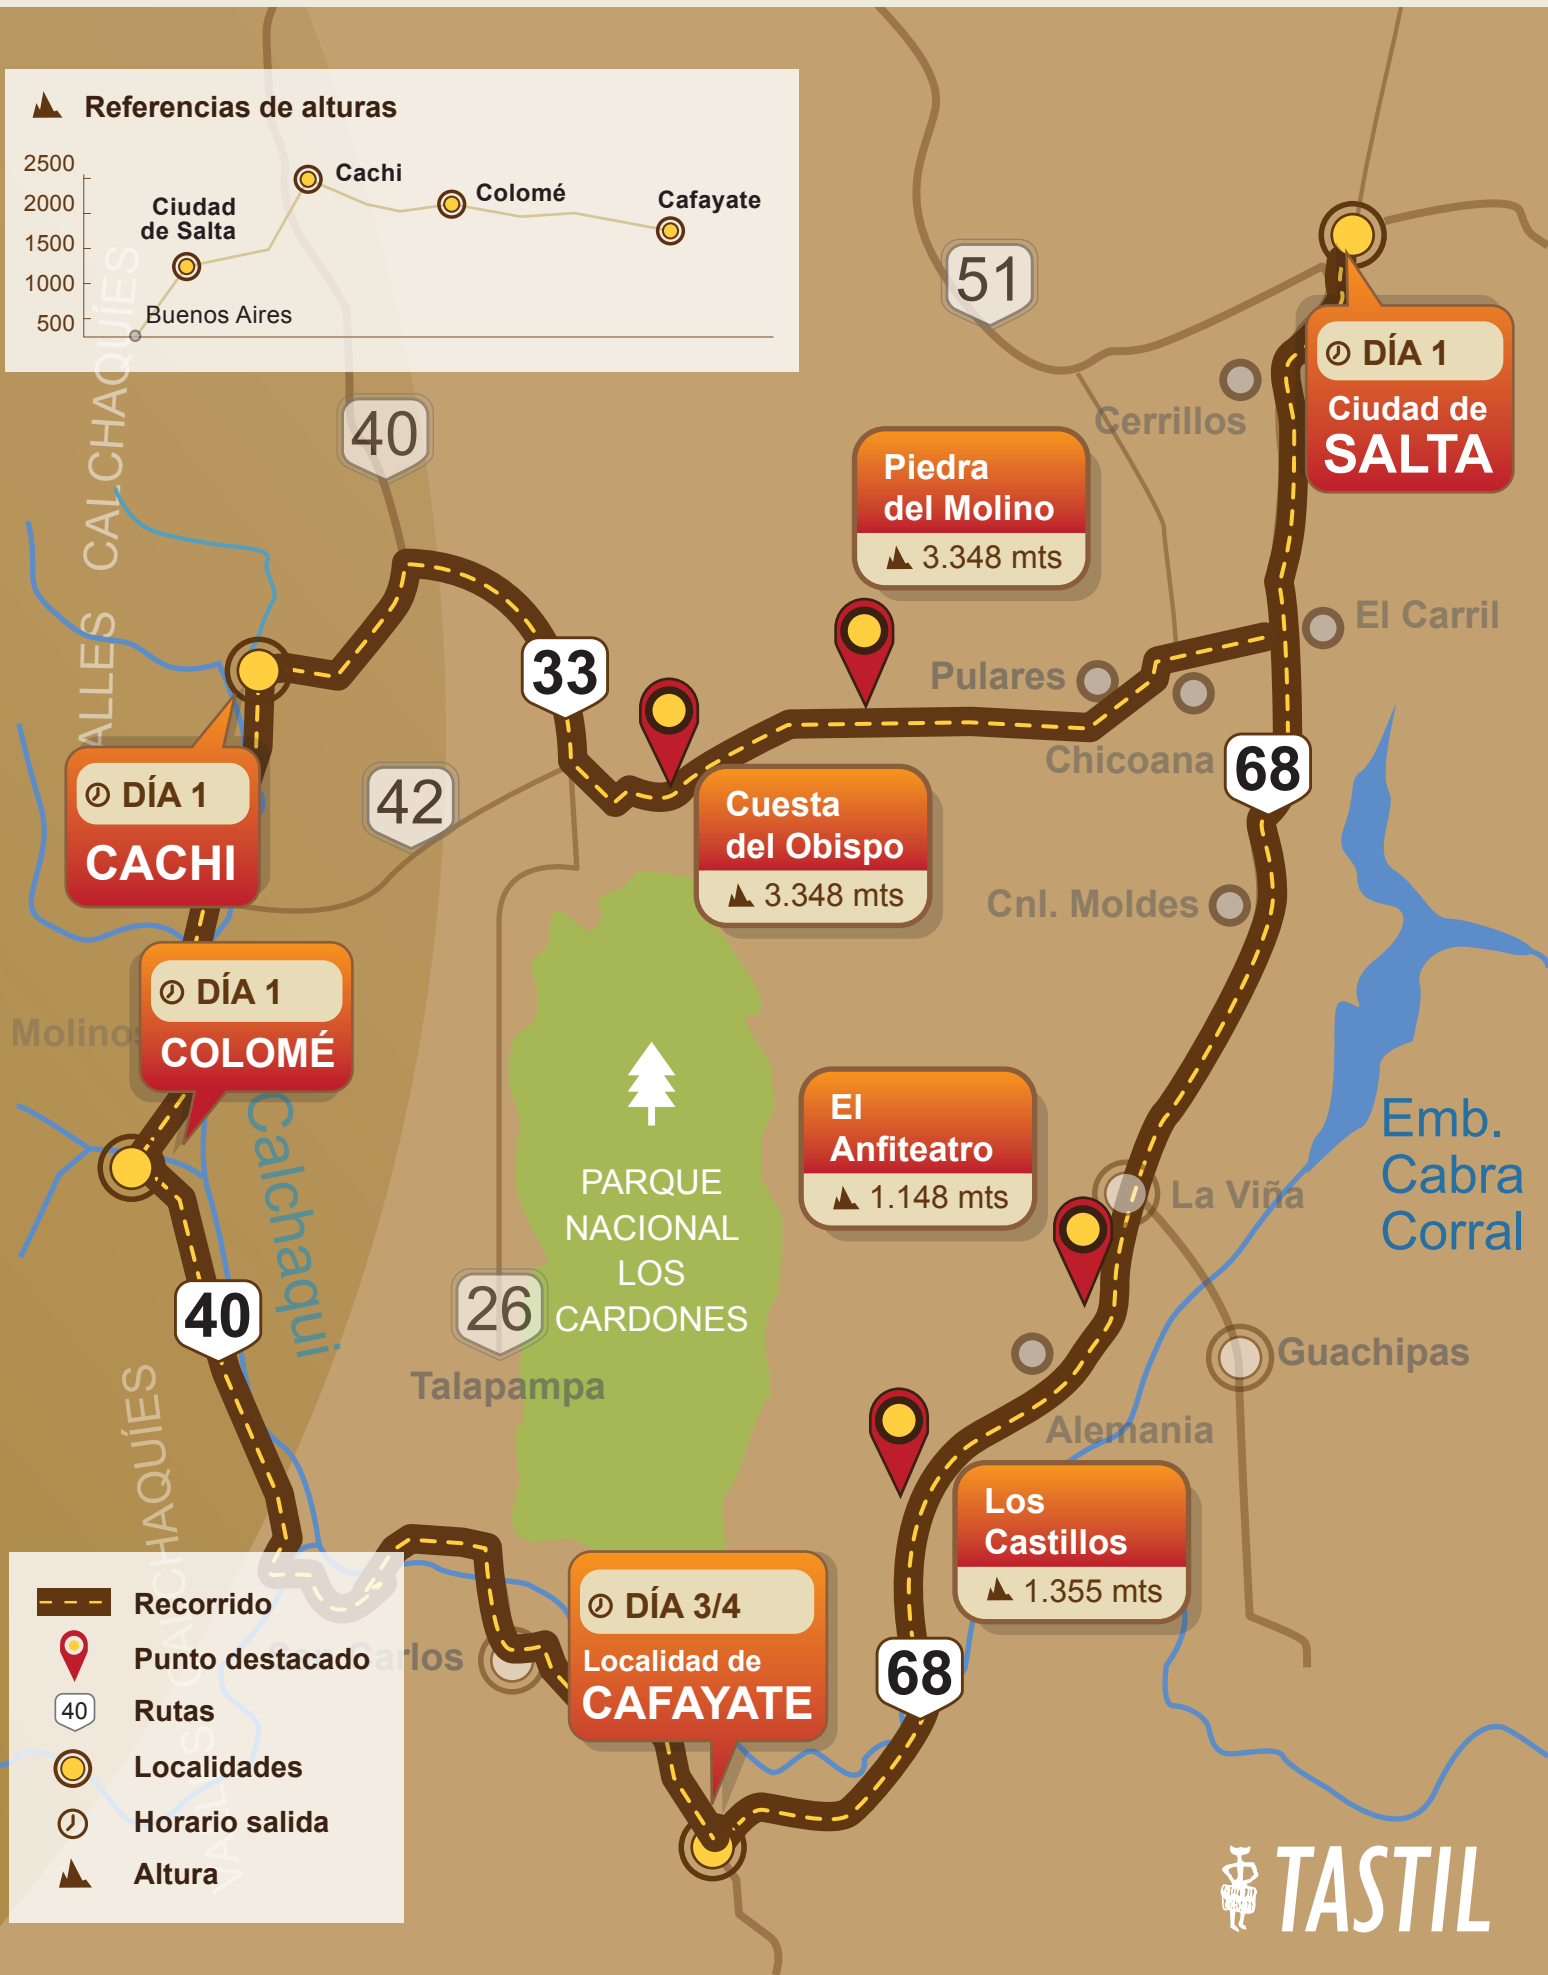 Referencias de alturas
2500
2000
1500
1000
500
Ciudad
de Salta
Cachi
Colomé
Cafayate
Buenos Aires
51
40
DÍA 1
Ciudad de
SALTA
Cerrillos
Piedra
del Molino
3.348 mts
El Carril
Pulares
33
Chicoana
68
VALLES CALCHAQUÍES
DÍA 1
CACHI
42
Cuesta
del Obispo
3.348 mts
Cnl. Moldes
DÍA 1
COLOMÉ
Molinos
Calchaqui
PARQUE
NACIONAL
LOS
CARDONES
El
Anfiteatro
1.148 mts
Emb.
Cabra
Corral
La Viña
40
26
Talapampa
Guachipas
Alemania
Los
Castillos
1.355 mts
VALLES CALCHAQUÍES
San Carlos
DÍA 3/4
Localidad de
CAFAYATE
68
Recorrido
Punto destacado
40
Rutas
Localidades
Horario salida
Altura
TASTIL